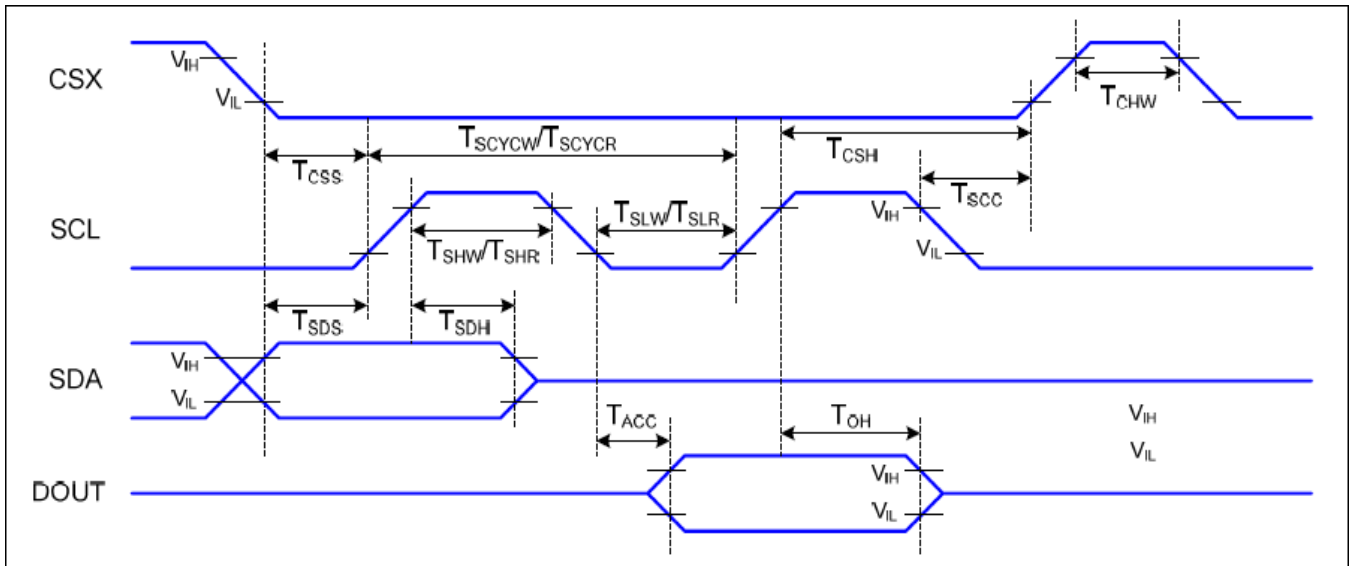 CSX
VIH
VIL
TCHW
TSCYCW/TSCYCR
TCSH
TCSS
TSCC
SCL
TSLW/TSLR
VIH
TSHW/TSHR
VIL
TSDS
TSDH
SDA
VIH
VIL
TACC
TOH
VIH
VIL
DOUT
VIH
VIL